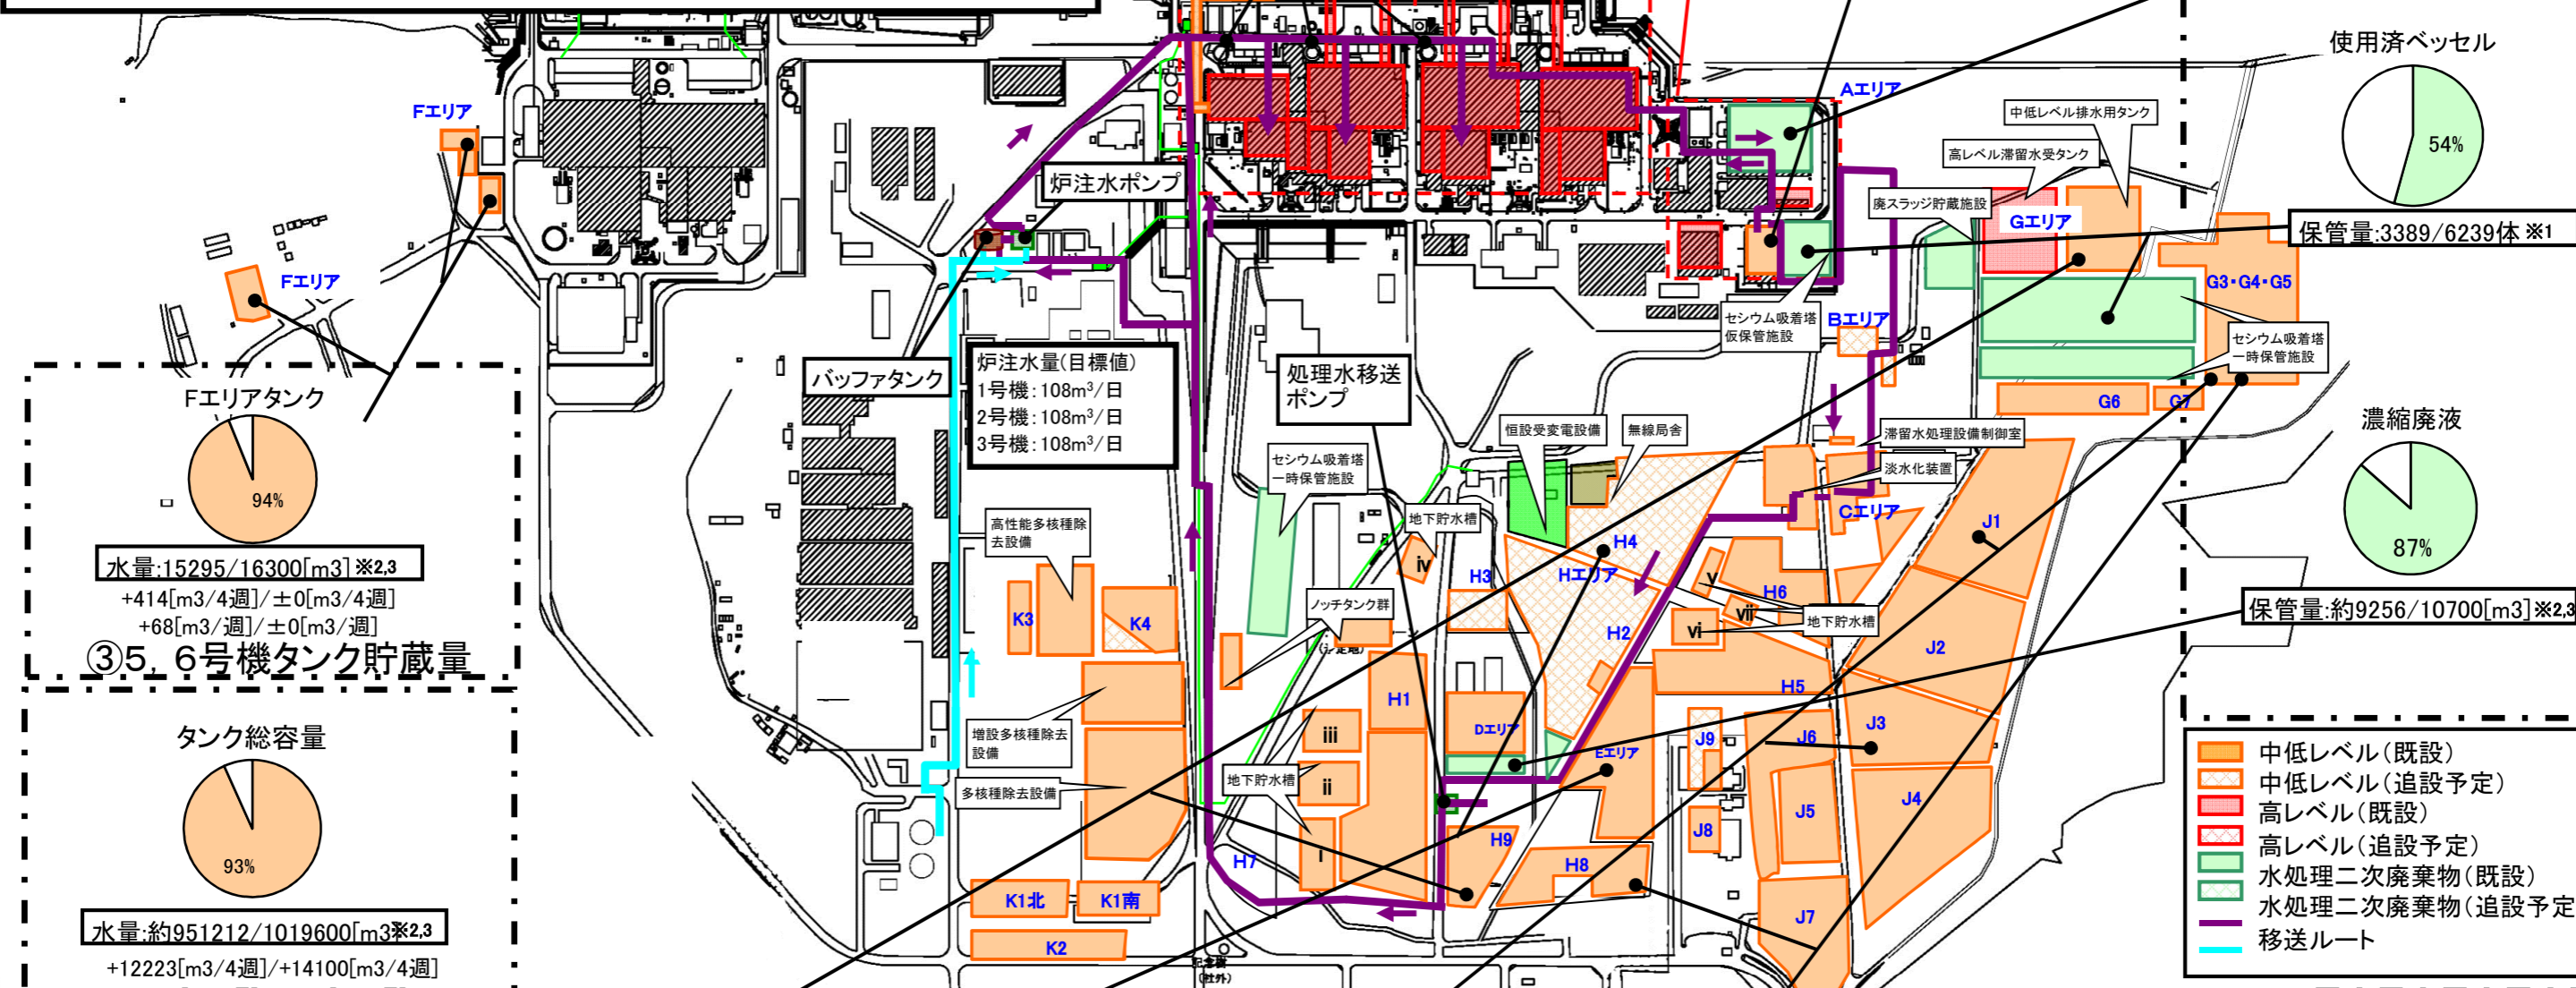 使用済ベッセル
54%
保管量:3389/6239体 ※1
濃縮廃液
87%
保管量:約9256/10700[m3]※2,3
Fエリア
Fエリア
Fエリアタンク
94%
水量:15295/16300[m3]※2,3
+414[m3/4週]/±0[m3/4週]
+68[m3/週]/±0[m3/週]
③5，6号機タンク貯蔵量
タンク総容量
93%
水量:約951212/1019600[m3※2,3
+12223[m3/4週]/+14100[m3/4週]
炉注水ポンプ
バッファタンク
炉注水量(目標値)
1号機：108m³/日
2号機：108m³/日
3号機：108m³/日
処理水移送
ポンプ
Aエリア
中低レベル排水用タンク
高レベル滞留水受タンク
廃スラッジ貯蔵施設
Gエリア
G3・G4・G5
セシウム吸着塔
仮保管施設
Bエリア
セシウム吸着塔
一時保管施設
G6
G7
恒設受変電設備
無線局舎
滞留水処理設備制御室
淡水化装置
Cエリア
セシウム吸着塔
一時保管施設
地下貯水槽
iv
高性能多核種除
去設備
K3
K4
ノッチタンク群
H3
H4
Hエリア
H2
v
H6
vii
vi
地下貯水槽
J1
J2
H5
H1
Dエリア
Eエリア
J9
J6
J3
増設多核種除去
設備
多核種除去設備
地下貯水槽
iii
ii
i
J8
J5
J4
H9
H8
H7
J7
K1北
K1南
K2
記念樹
(社外)
中低レベル(既設)
中低レベル(追設予定)
高レベル(既設)
高レベル(追設予定)
水処理二次廃棄物(既設)
水処理二次廃棄物(追設予定
移送ルート